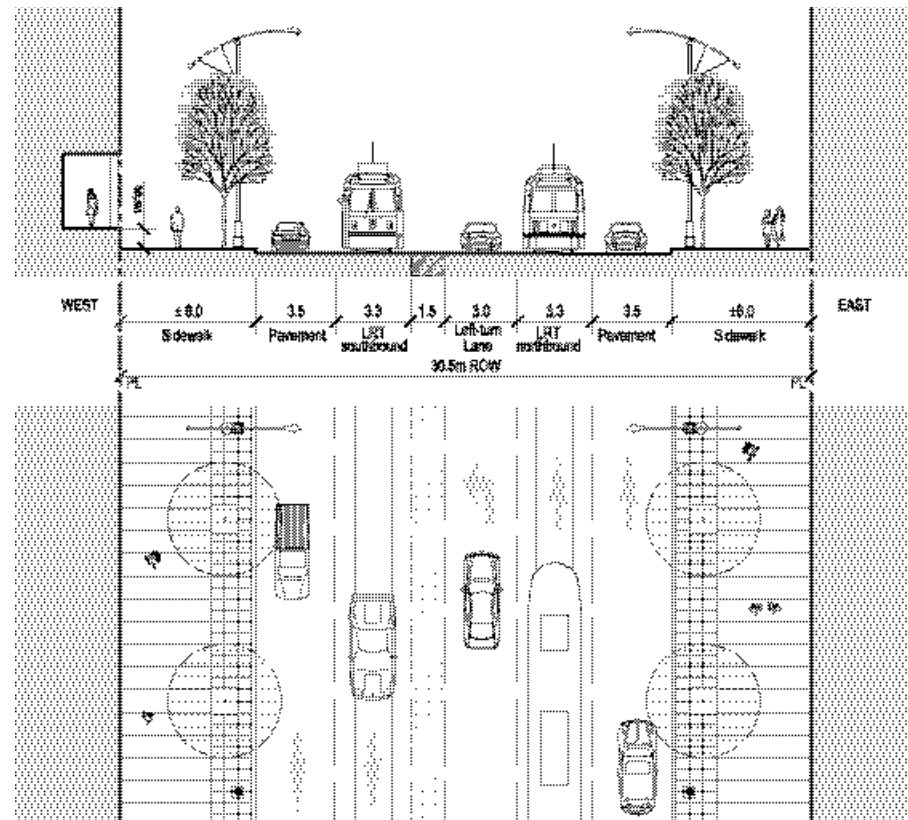 WEST
EAST
± 6.0 3.5 3.3 1.5 3.0 3.3 3.5 ±6.0
Sidewalk Pavement LRT southbound Left-turn Lane LRT northbound Pavement Sidewalk
30.5m ROW
PL PL